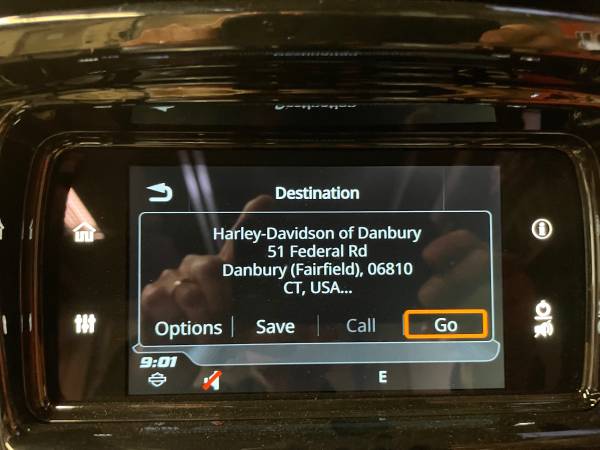 Destination
Harley-Davidson of Danbury
51 Federal Rd
Danbury (Fairfield), 06810
CT, USA...
Options Save Call Go
9:01
E